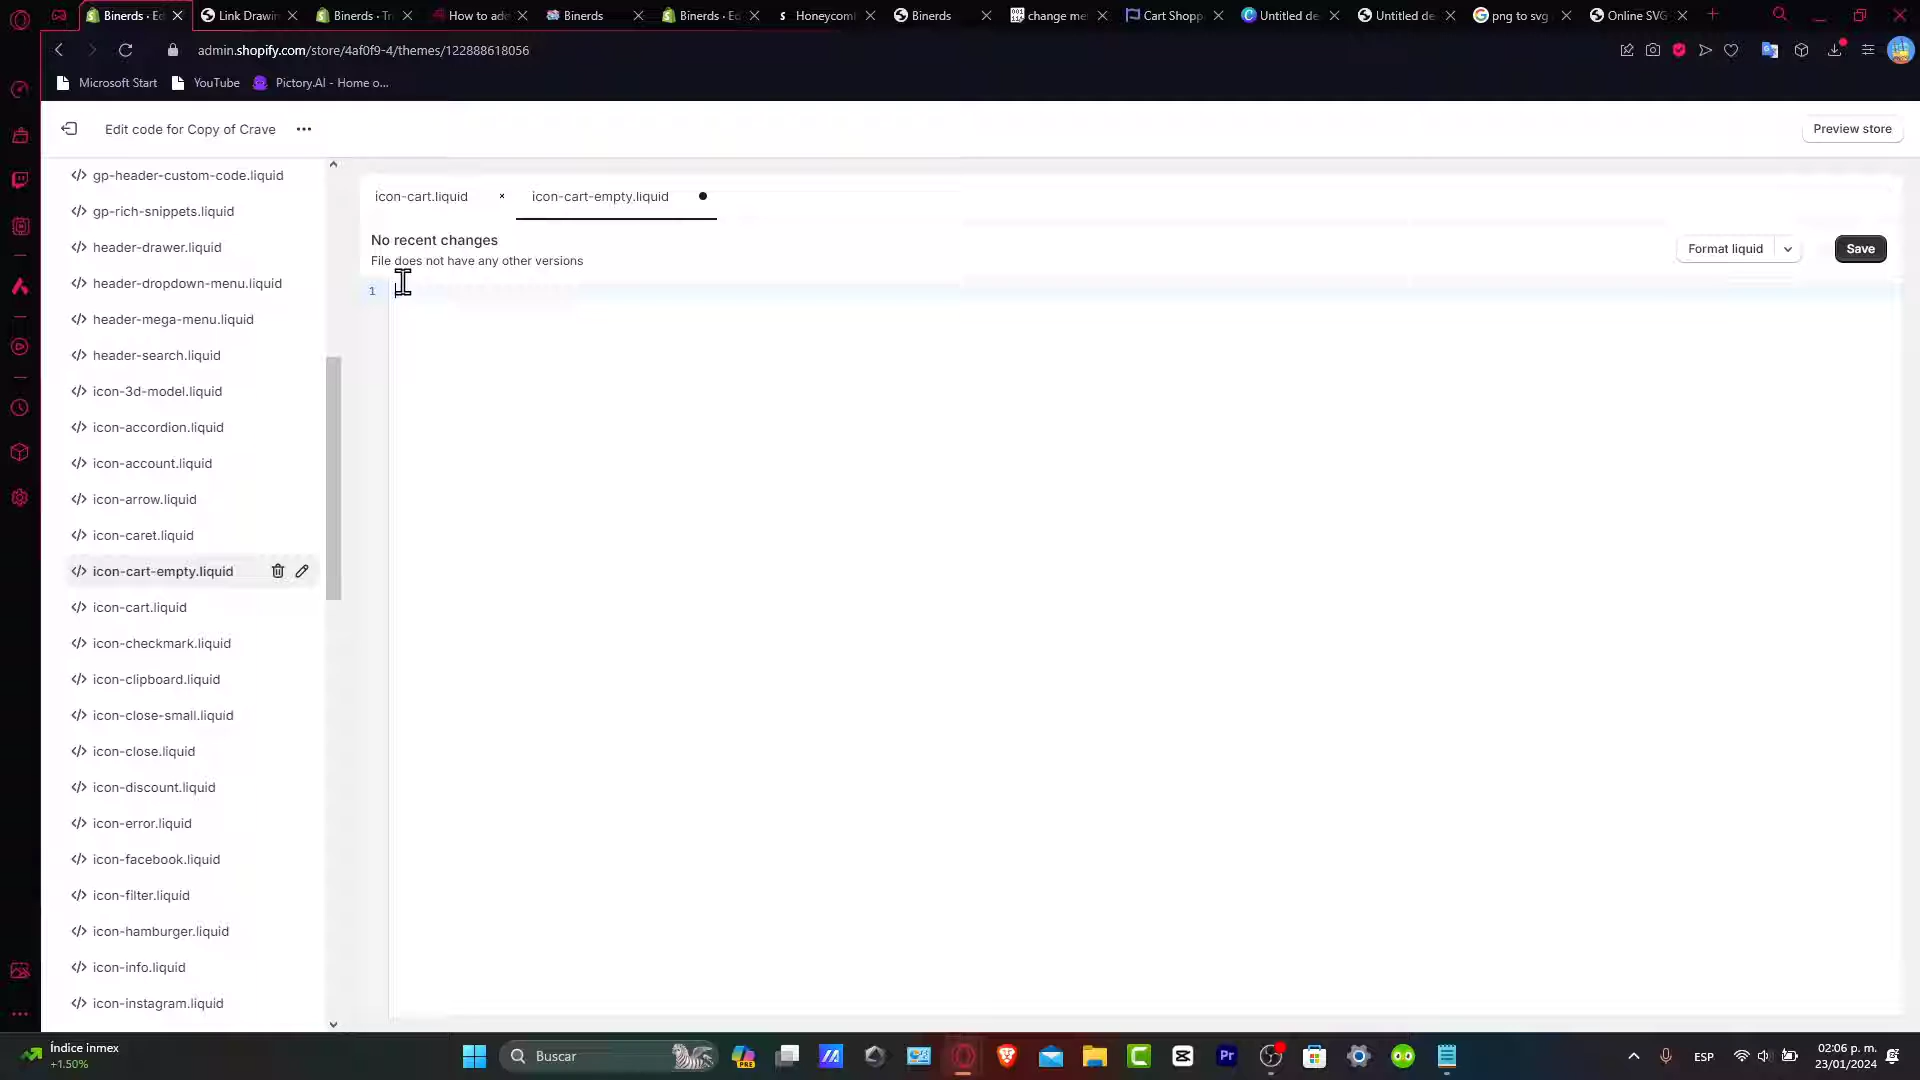 Binerds · Ed
Link Drawin
Binerds · Tr
How to add
Binerds
Binerds · Ed
Honeycom
Binerds
change me
Cart Shopp
Untitled de
Untitled de
png to svg
Online SVG
admin.shopify.com/store/4af0f9-4/themes/122888618056
Microsoft Start
YouTube
Pictory.AI - Home o...
Edit code for Copy of Crave
Preview store
gp-header-custom-code.liquid
gp-rich-snippets.liquid
header-drawer.liquid
header-dropdown-menu.liquid
header-mega-menu.liquid
header-search.liquid
icon-3d-model.liquid
icon-accordion.liquid
icon-account.liquid
icon-arrow.liquid
icon-caret.liquid
icon-cart-empty.liquid
icon-cart.liquid
icon-checkmark.liquid
icon-clipboard.liquid
icon-close-small.liquid
icon-close.liquid
icon-discount.liquid
icon-error.liquid
icon-facebook.liquid
icon-filter.liquid
icon-hamburger.liquid
icon-info.liquid
icon-instagram.liquid
icon-cart.liquid
icon-cart-empty.liquid
No recent changes
File does not have any other versions
Format liquid
Save
1
Índice inmex
+1.50%
Buscar
PRE
Pr
ESP
02:06 p. m.
23/01/2024